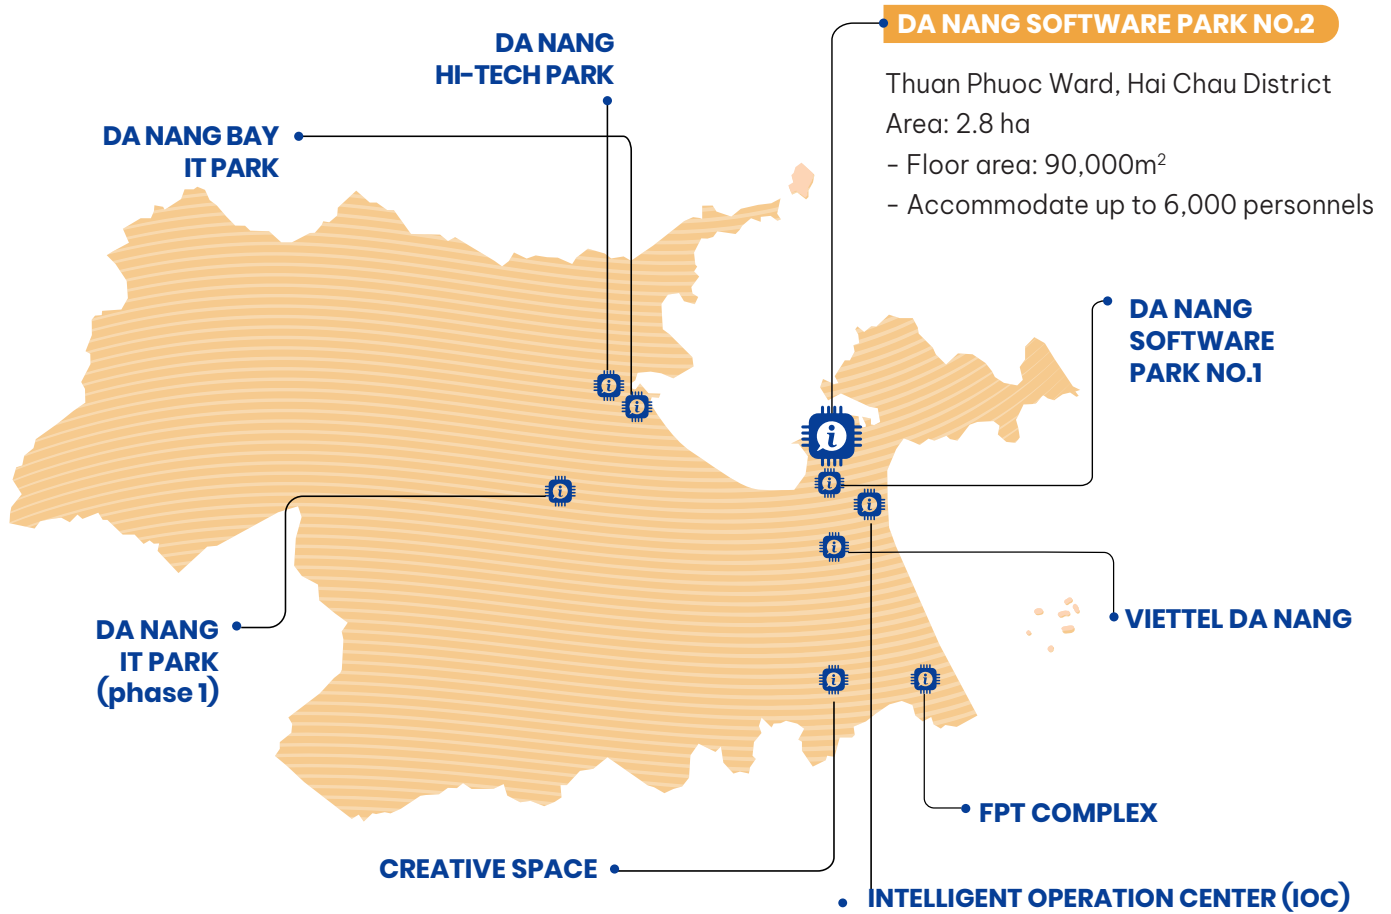 DA NANG SOFTWARE PARK NO.2
Thuan Phuoc Ward, Hai Chau District
Area: 2.8 ha
- Floor area: 90,000m²
- Accommodate up to 6,000 personnels
DA NANG
HI-TECH PARK
DA NANG BAY
IT PARK
DA NANG
SOFTWARE
PARK NO.1
DA NANG
IT PARK
(phase 1)
VIETTEL DA NANG
FPT COMPLEX
CREATIVE SPACE
INTELLIGENT OPERATION CENTER (IOC)